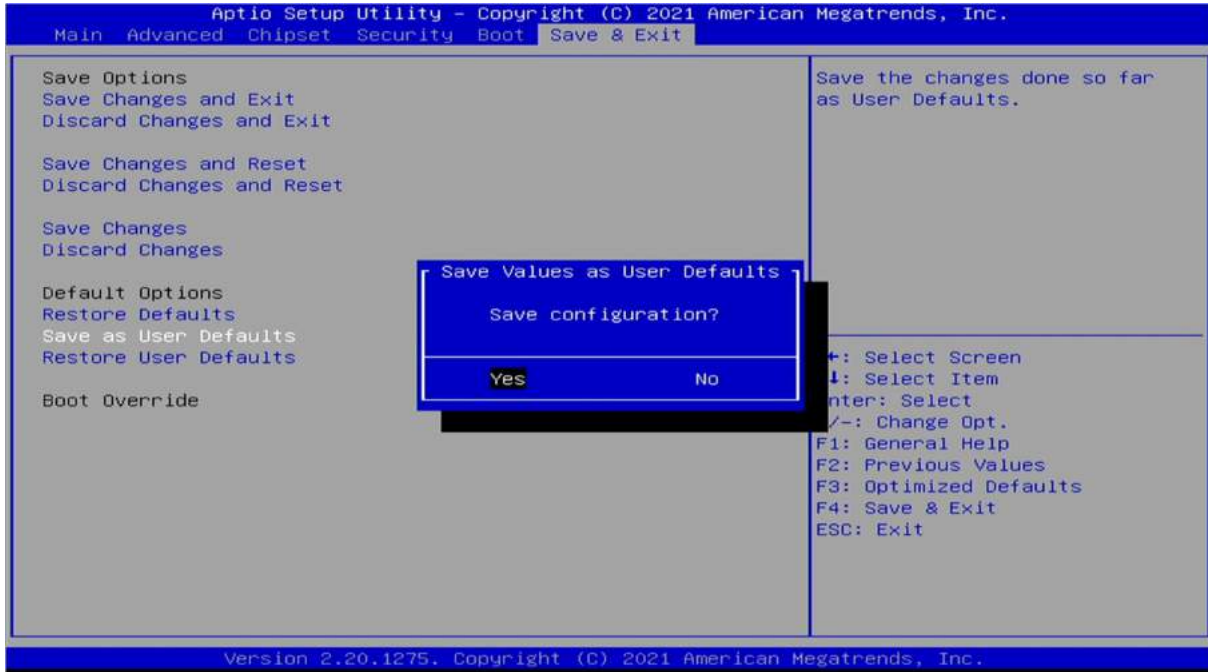 Aptio Setup Utility – Copyright (C) 2021 American Megatrends, Inc.
Main Advanced Chipset Security Boot Save & Exit
Save Options
Save Changes and Exit
Discard Changes and Exit
Save Changes and Reset
Discard Changes and Reset
Save Changes
Discard Changes
Default Options
Restore Defaults
Save as User Defaults
Restore User Defaults
Boot Override
Save Values as User Defaults
Save configuration?
Yes No
Save the changes done so far
as User Defaults.
←: Select Screen
↓: Select Item
nter: Select
/-: Change Opt.
F1: General Help
F2: Previous Values
F3: Optimized Defaults
F4: Save & Exit
ESC: Exit
Version 2.20.1275. Copyright (C) 2021 American Megatrends, Inc.